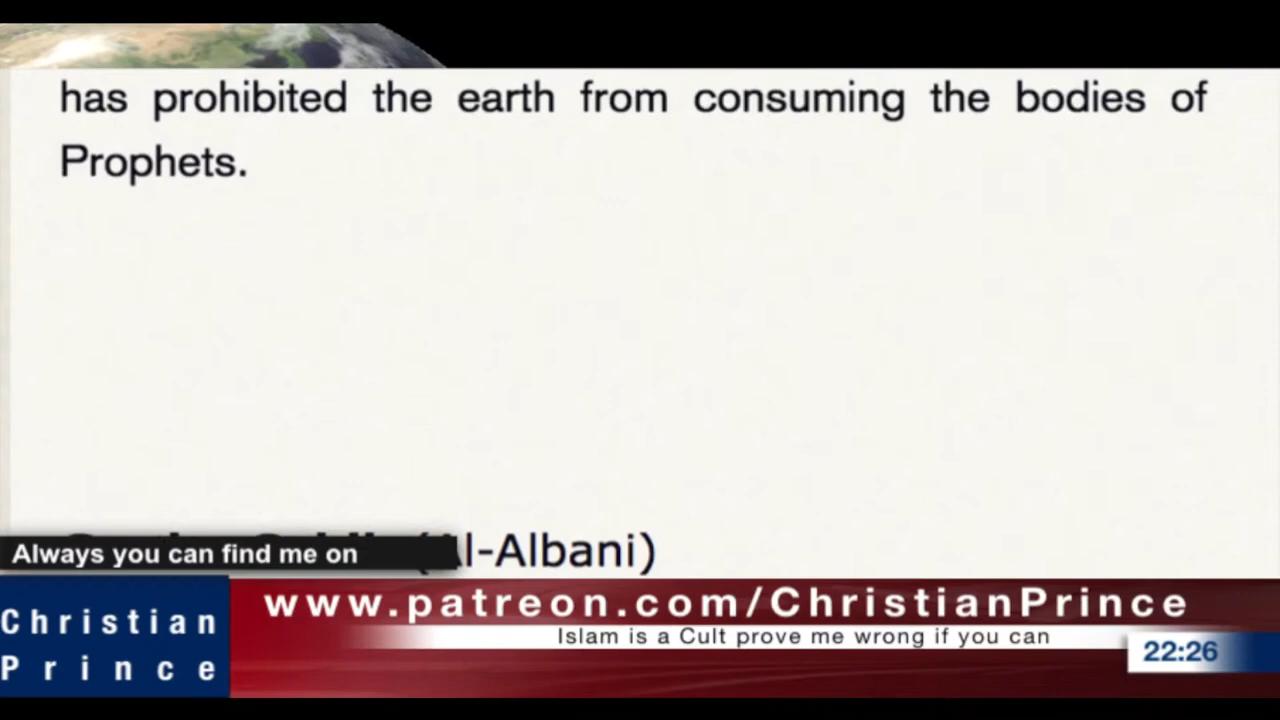 has prohibited the earth from consuming the bodies of
Prophets.
l-Albani)
Always you can find me on
Christian
Prince
www.patreon.com/ChristianPrince
Islam is a Cult prove me wrong if you can
22:26